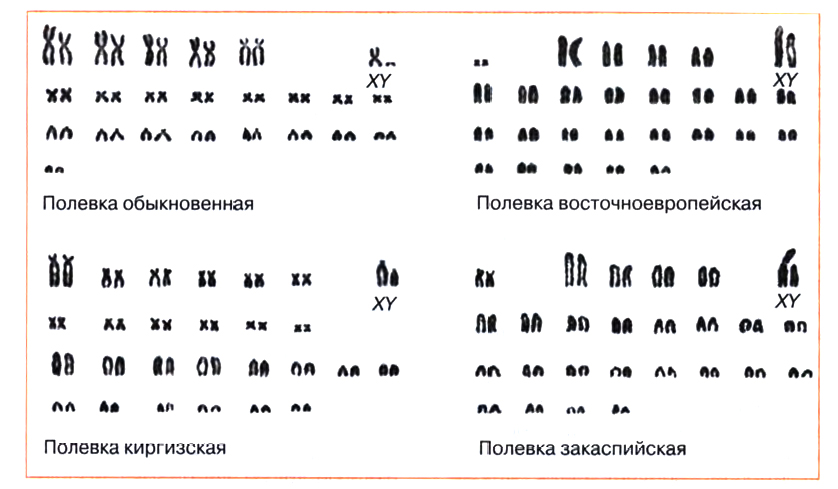 XY
XY
Полевка обыкновенная
Полевка восточноевропейская
XY
XY
Полевка киргизская
Полевка закаспийская